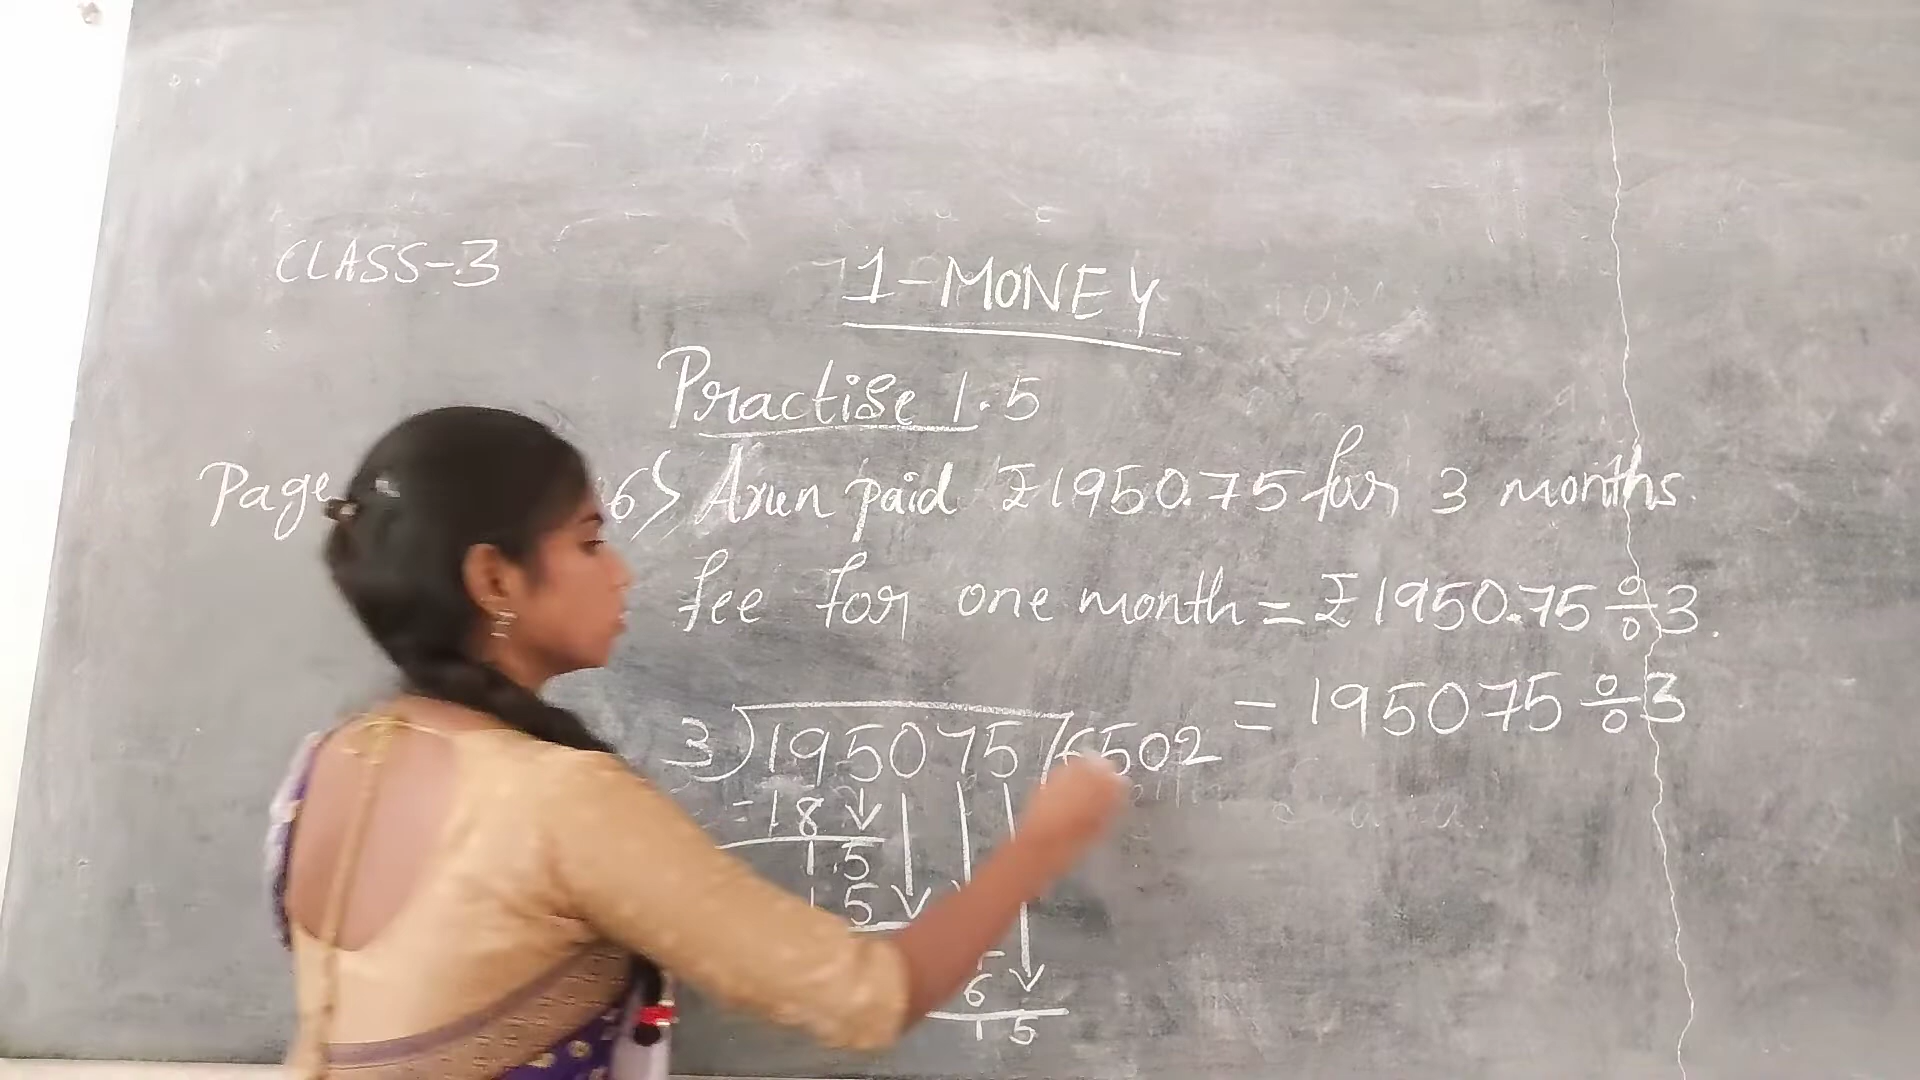 CLASS-3
1-MONEY
Practise 1.5
Page 6) Arun paid ₹1950.75 for 3 months.
fee for one month = ₹1950.75 ÷ 3.
= 195075 ÷ 3
3)195075(6502
-18
15
15
6
15